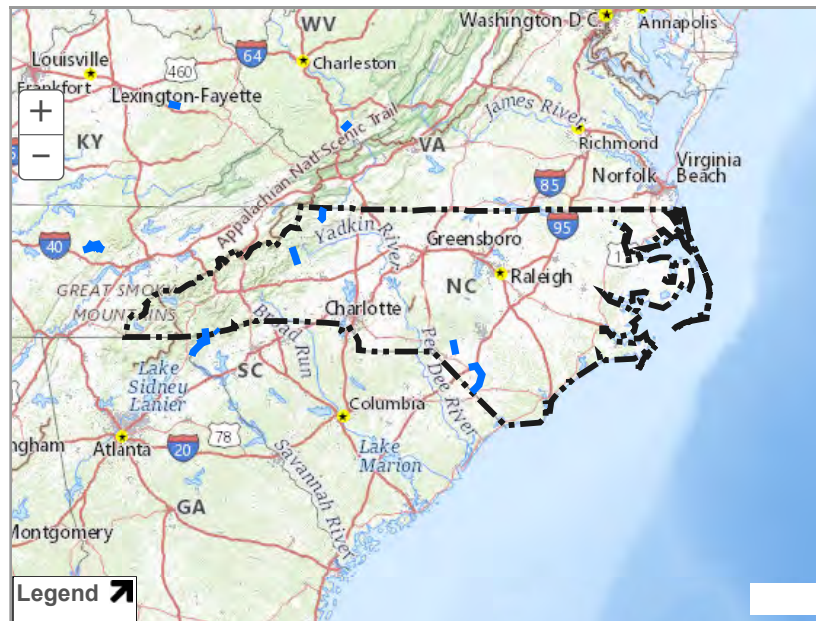 WV
Washington D.C.
Annapolis
Louisville
64
460
Charleston
Frankfort
Lexington-Fayette
+
−
KY
Appalachian Natl Scenic Trail
James River
VA
Richmond
Virginia
Beach
Norfolk
85
95
40
Yadkin River
Greensboro
1
Raleigh
GREAT SMOKY
MOUNTAINS
NC
Charlotte
Broad Run
Pee Dee River
SC
Lake
Sidney
Lanier
Columbia
78
20
Atlanta
Lake
Marion
Savannah River
GA
Montgomery
Legend